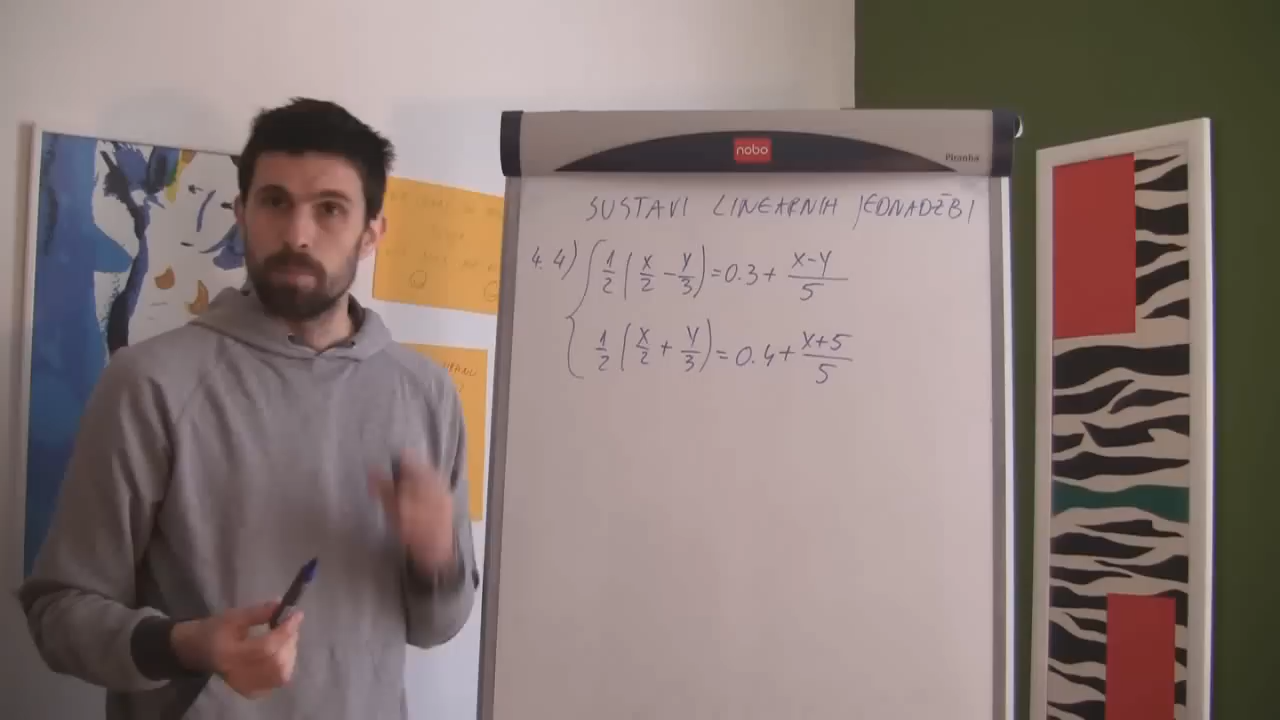 nobo
Piranha
SUSTAVI LINEARNIH JEDNADŽBI
4.4) { 1/2 (x/2 - y/3) = 0.3 + x-y/5
1/2 (x/2 + y/3) = 0.4 + x+5/5